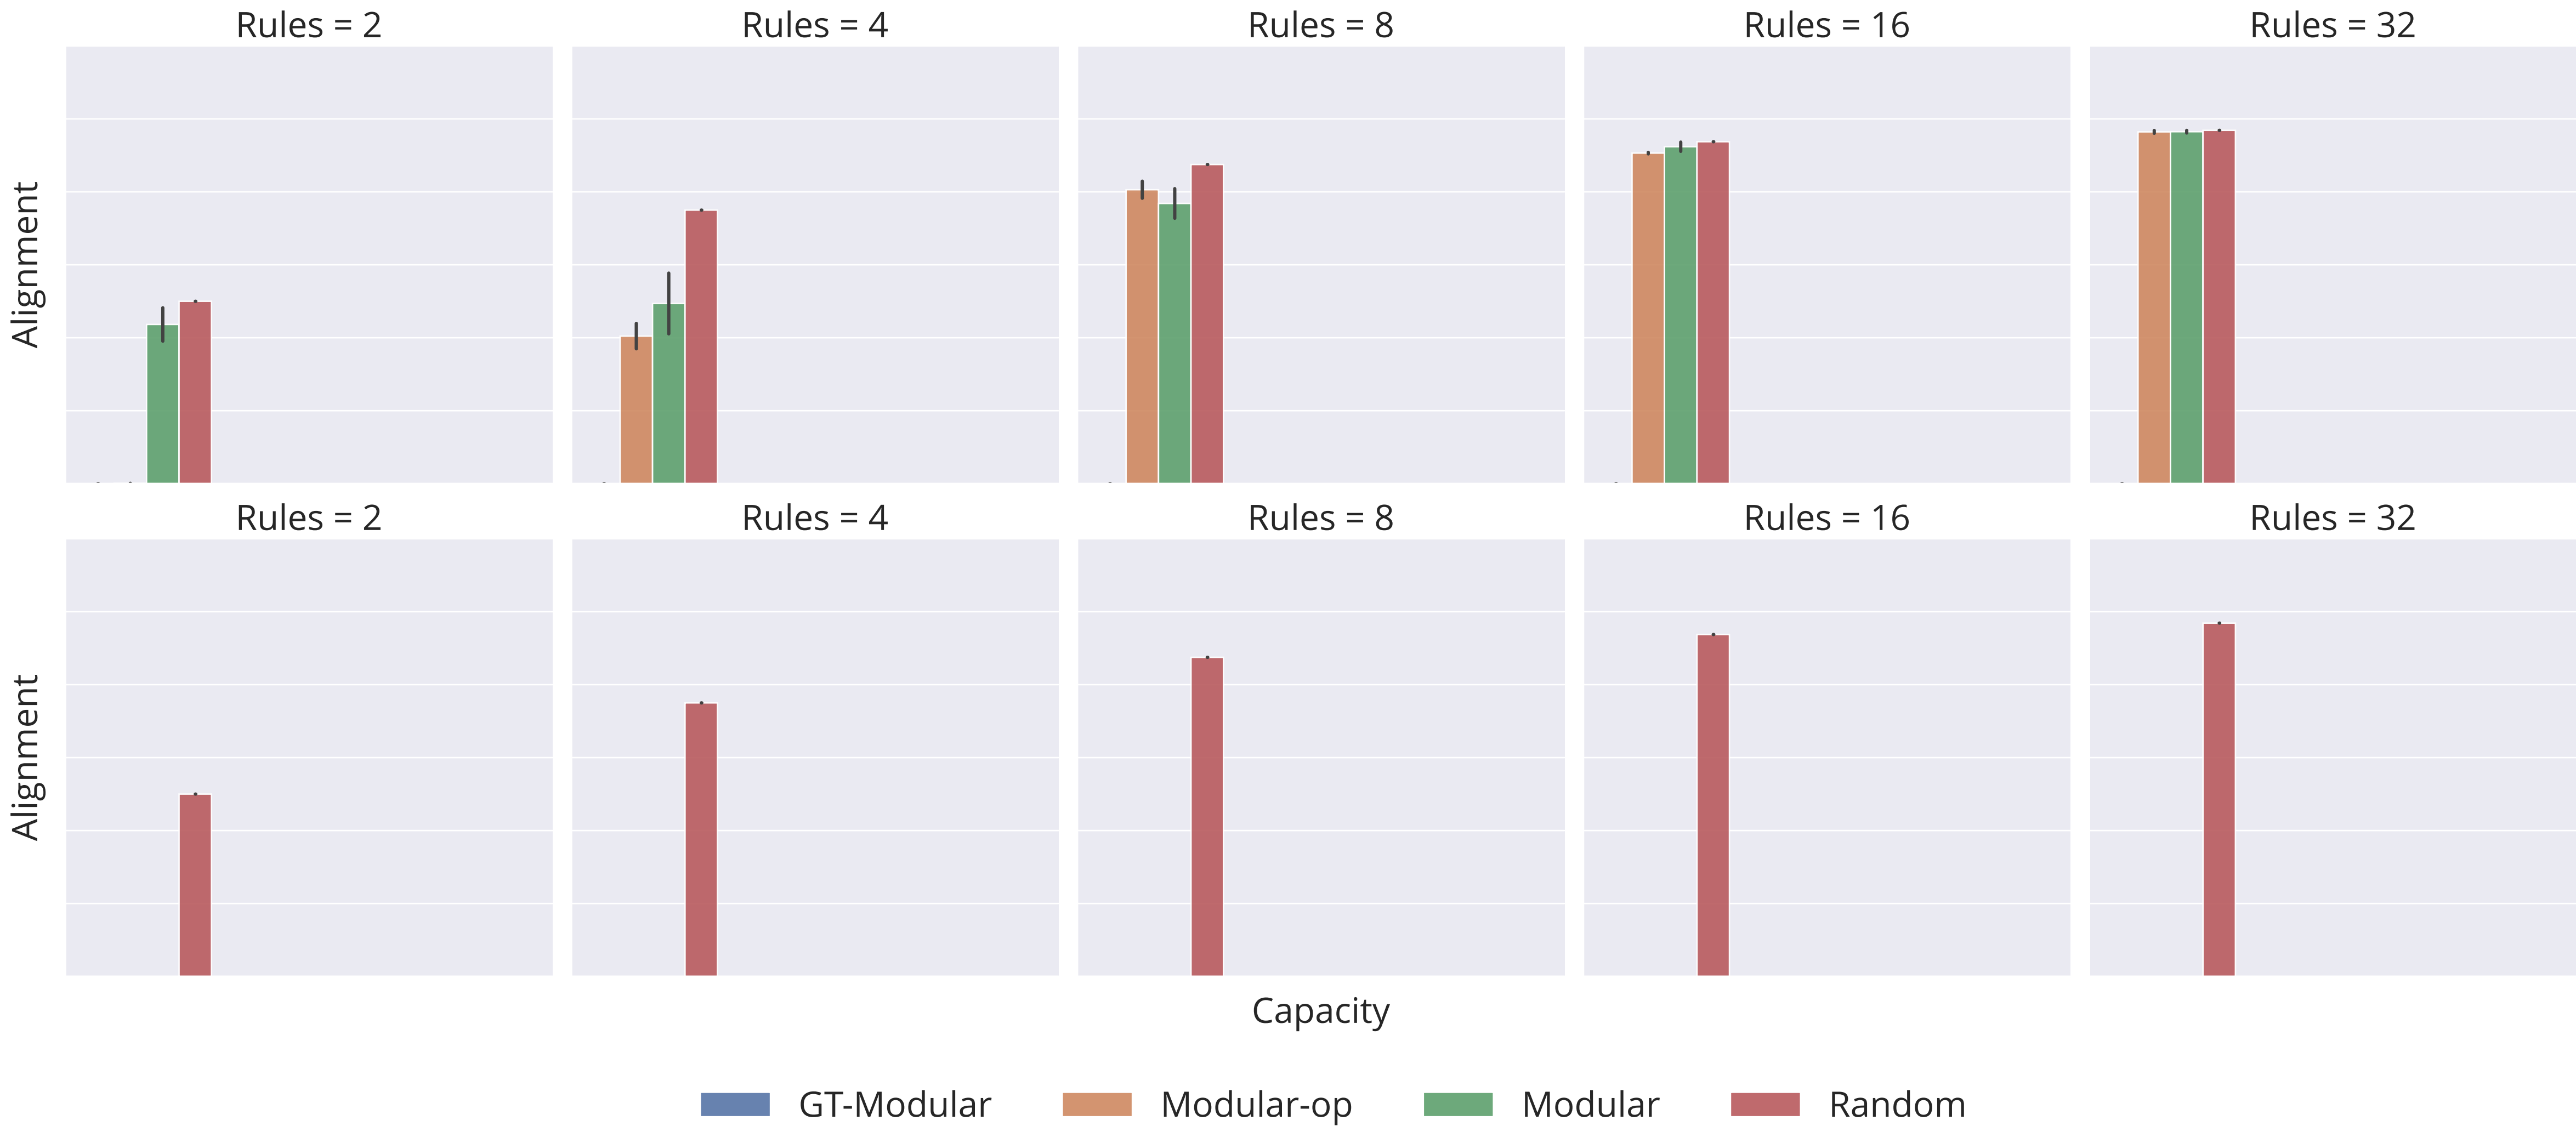 Rules = 2 Rules = 4 Rules = 8 Rules = 16 Rules = 32
Alignment
Rules = 2 Rules = 4 Rules = 8 Rules = 16 Rules = 32
Alignment
Capacity
GT-Modular Modular-op Modular Random